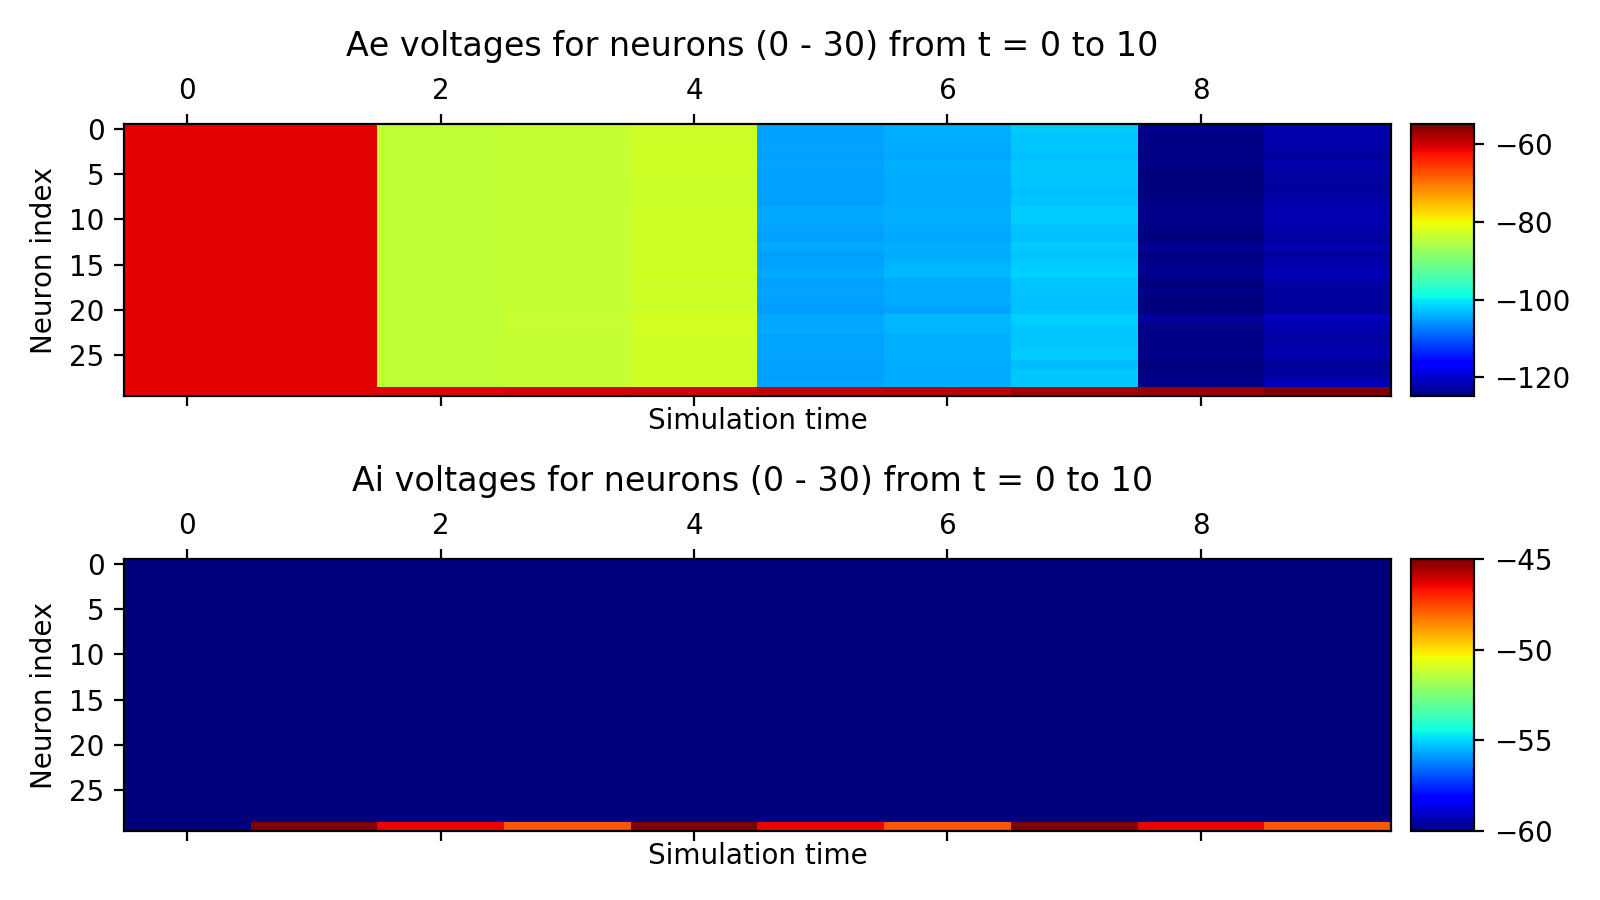 Ae voltages for neurons (0 - 30) from t = 0 to 10
0 2 4 6 8
Neuron index
0
5
10
15
20
25
Simulation time
−60
−80
−100
−120
Ai voltages for neurons (0 - 30) from t = 0 to 10
0 2 4 6 8
Neuron index
0
5
10
15
20
25
Simulation time
−45
−50
−55
−60